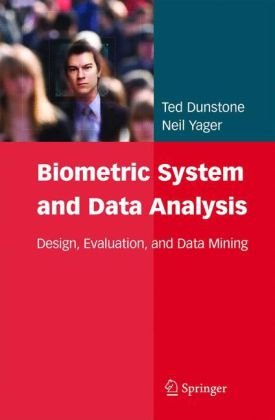 Ted Dunstone
Neil Yager
Biometric System
and Data Analysis
Design, Evaluation, and Data Mining
Springer